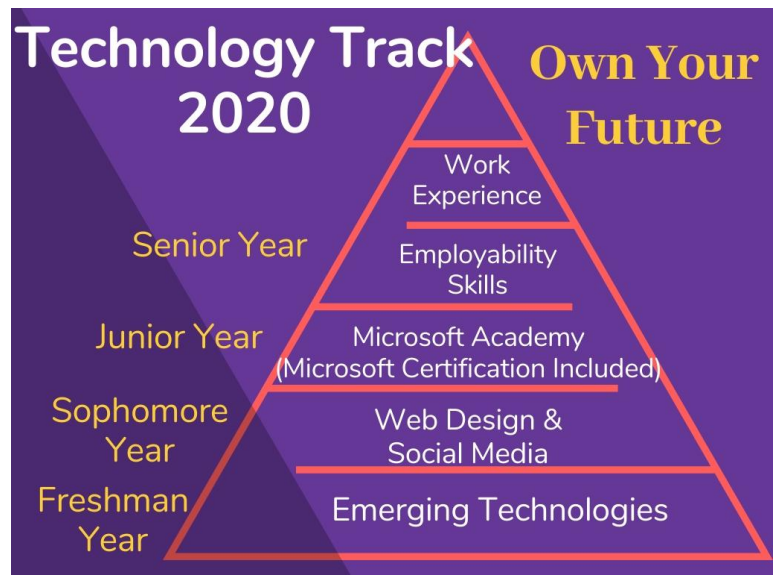 Technology Track
2020
Own Your
Future
Work
Experience
Senior Year
Employability
Skills
Junior Year
Microsoft Academy
(Microsoft Certification Included)
Sophomore
Year
Web Design &
Social Media
Freshman
Year
Emerging Technologies